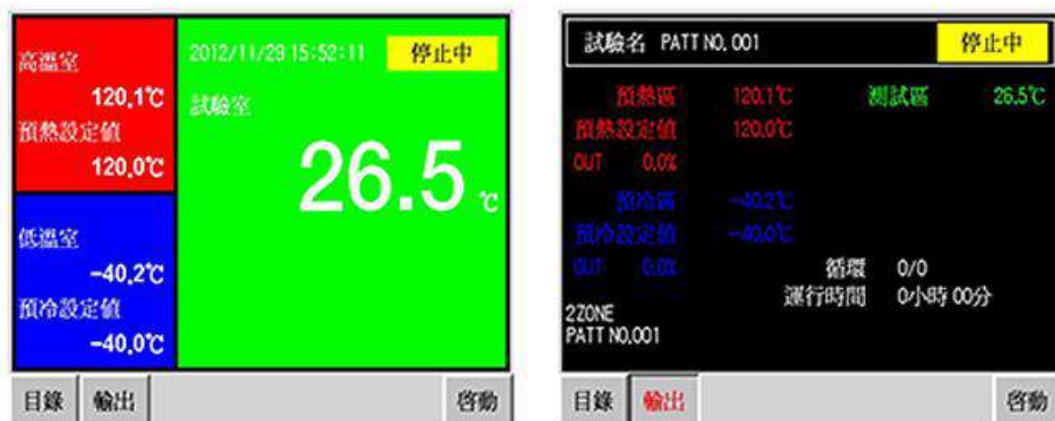 高溫室
120.1℃
預熱設定値
120.0℃
低溫室
-40.2℃
預冷設定値
-40.0℃
2012/11/29 15:52:11 停止中
試驗室
26.5 ℃
目錄 輸出 啓動
試驗名 PATT NO. 001 停止中
預熱區 120.1℃ 測試區 26.5℃
預熱設定値 120.0℃
OUT 0.0%
預冷區 -40.2℃
預冷設定値 -40.0℃
OUT 0.0%
循環 0/0
運行時間 0小時 00分
2ZONE
PATT NO.001
目錄 輸出 啓動